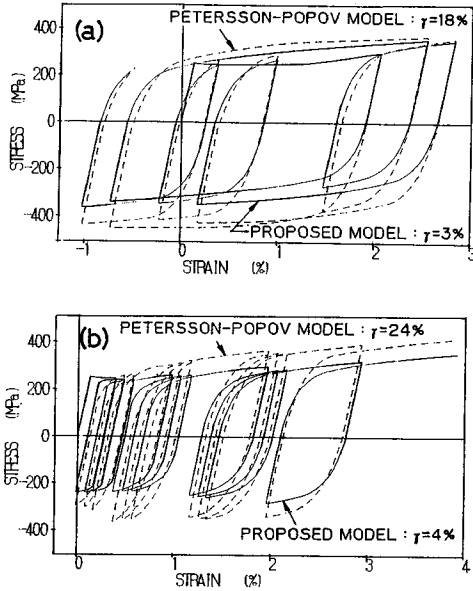 (a)
PETERSSON-POPOV MODEL : γ=18%
400
200
0
-200
-400
STRESS (MPa)
PROPOSED MODEL : γ=3%
-1 0 1 2 3
STRAIN (%)
(b)
PETERSSON-POPOV MODEL : γ=24%
400
200
0
-200
-400
STRESS (MPa)
PROPOSED MODEL : γ=4%
0 1 2 3 4
STRAIN (%)